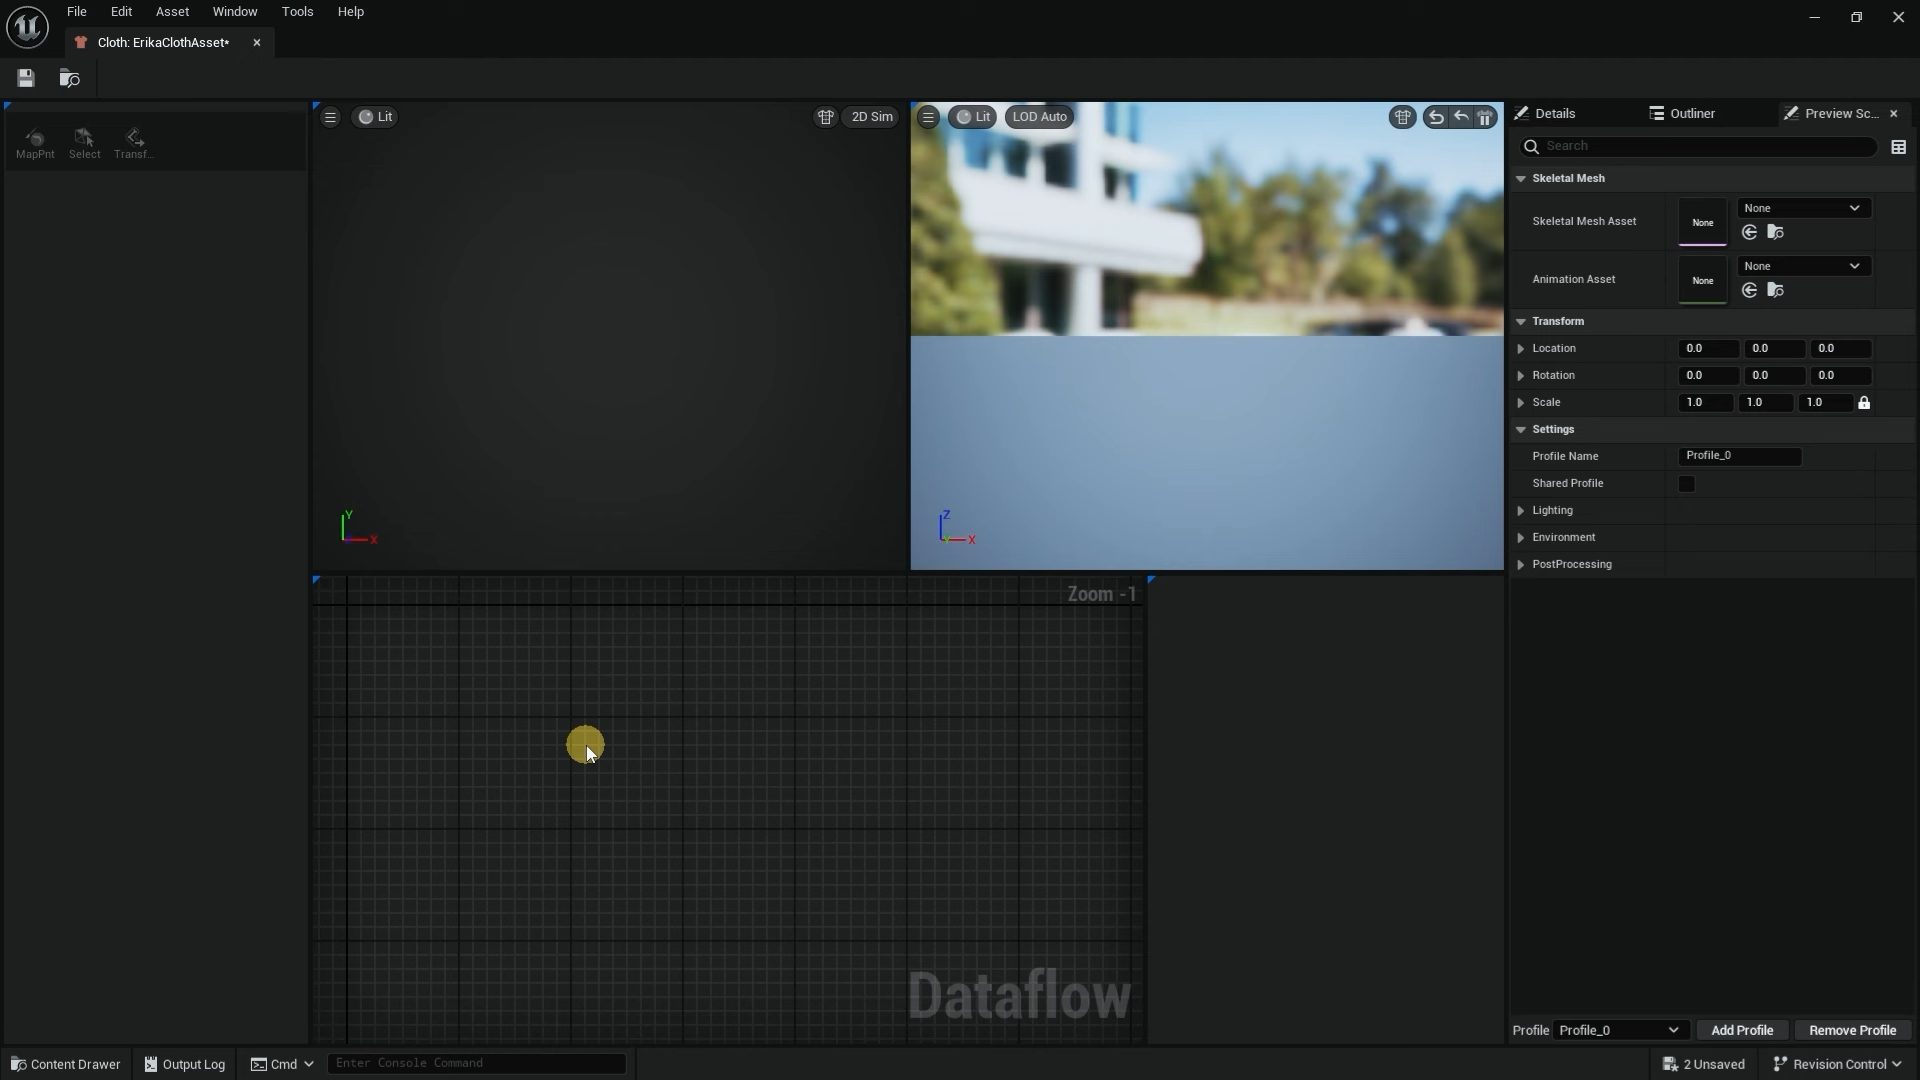 File Edit Asset Window Tools Help
Cloth: ErikaClothAsset*
MapPnt Select Transf...
Lit 2D Sim
Y
X
Lit LOD Auto
Z
Y
X
Zoom -1
Dataflow
Details Outliner Preview Sc...
Search
Skeletal Mesh
Skeletal Mesh Asset None None
Animation Asset None None
Transform
Location 0.0 0.0 0.0
Rotation 0.0 0.0 0.0
Scale 1.0 1.0 1.0
Settings
Profile Name Profile_0
Shared Profile
Lighting
Environment
PostProcessing
Profile Profile_0 Add Profile Remove Profile
Content Drawer Output Log Cmd Enter Console Command 2 Unsaved Revision Control